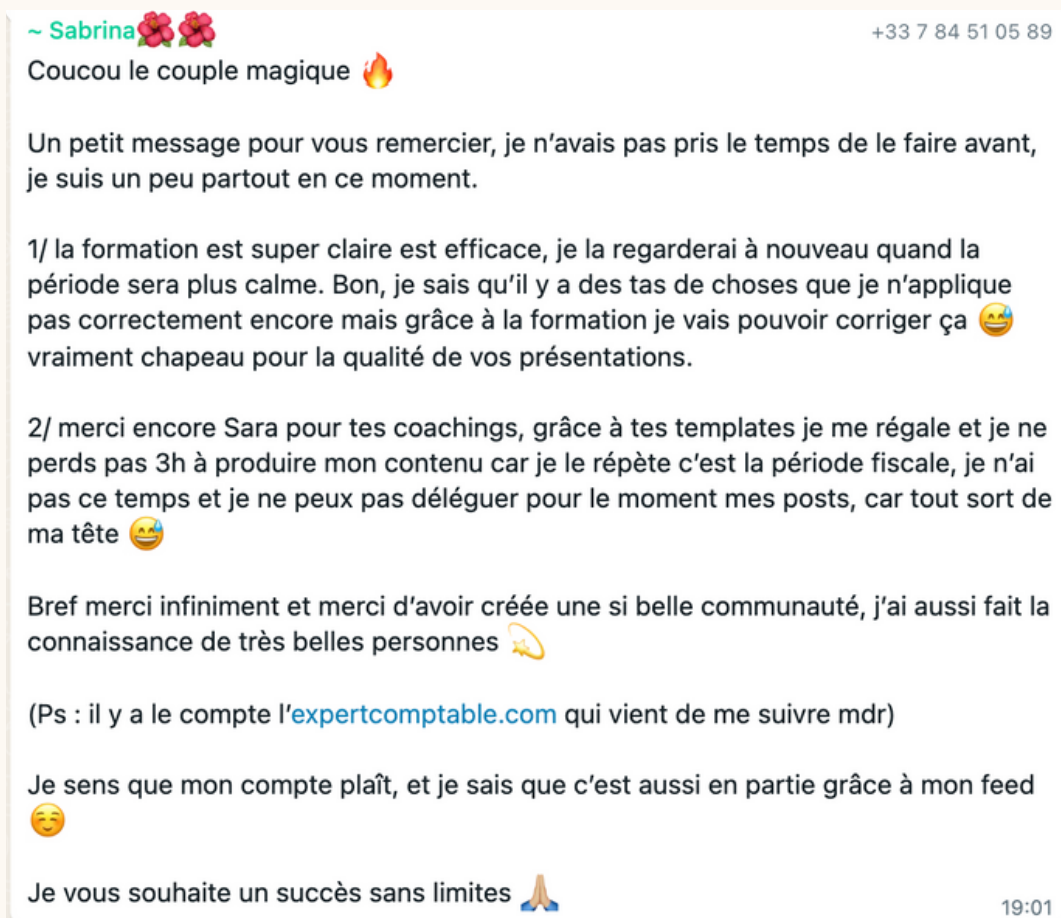 ~ Sabrina🌺🌺 +33 7 84 51 05 89
Coucou le couple magique 🔥
Un petit message pour vous remercier, je n’avais pas pris le temps de le faire avant,
je suis un peu partout en ce moment.
1/ la formation est super claire est efficace, je la regarderai à nouveau quand la
période sera plus calme. Bon, je sais qu’il y a des tas de choses que je n’applique
pas correctement encore mais grâce à la formation je vais pouvoir corriger ça 😅
vraiment chapeau pour la qualité de vos présentations.
2/ merci encore Sara pour tes coachings, grâce à tes templates je me régale et je ne
perds pas 3h à produire mon contenu car je le répète c’est la période fiscale, je n’ai
pas ce temps et je ne peux pas déléguer pour le moment mes posts, car tout sort de
ma tête 😅
Bref merci infiniment et merci d’avoir créée une si belle communauté, j’ai aussi fait la
connaissance de très belles personnes 💫
(Ps : il y a le compte l’expertcomptable.com qui vient de me suivre mdr)
Je sens que mon compte plaît, et je sais que c’est aussi en partie grâce à mon feed
☺️
Je vous souhaite un succès sans limites 🙏🏼
19:01